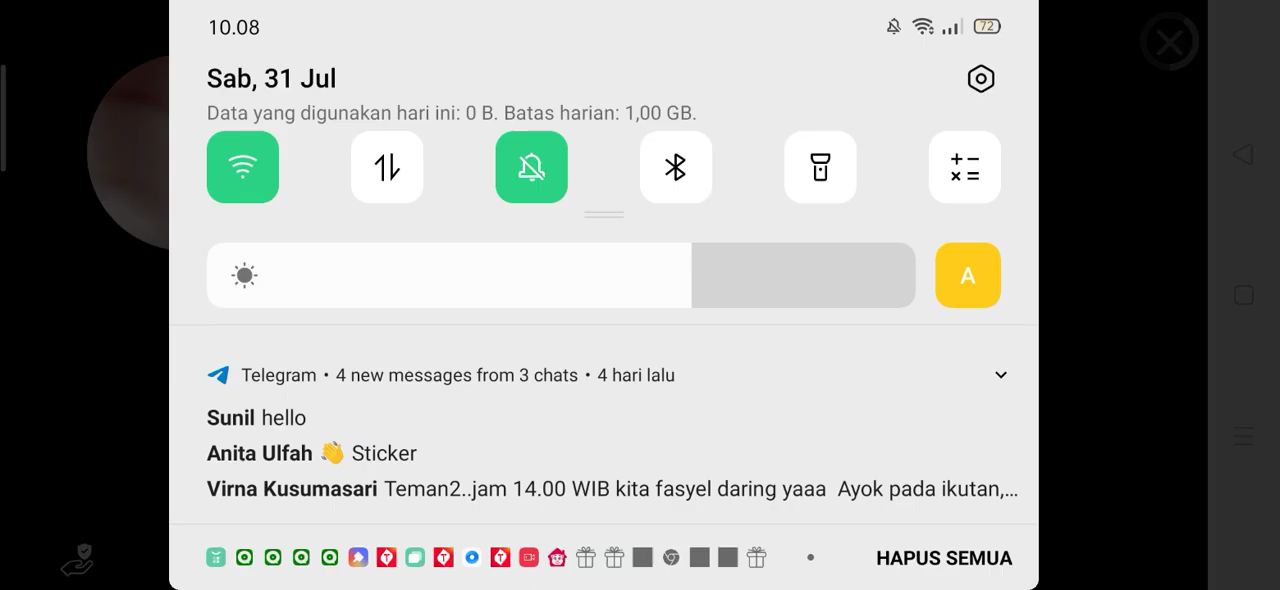 10.08
72
Sab, 31 Jul
Data yang digunakan hari ini: 0 B. Batas harian: 1,00 GB.
A
Telegram • 4 new messages from 3 chats • 4 hari lalu
Sunil hello
Anita Ulfah 👋 Sticker
Virna Kusumasari Teman2..jam 14.00 WIB kita fasyel daring yaaa Ayok pada ikutan,...
HAPUS SEMUA